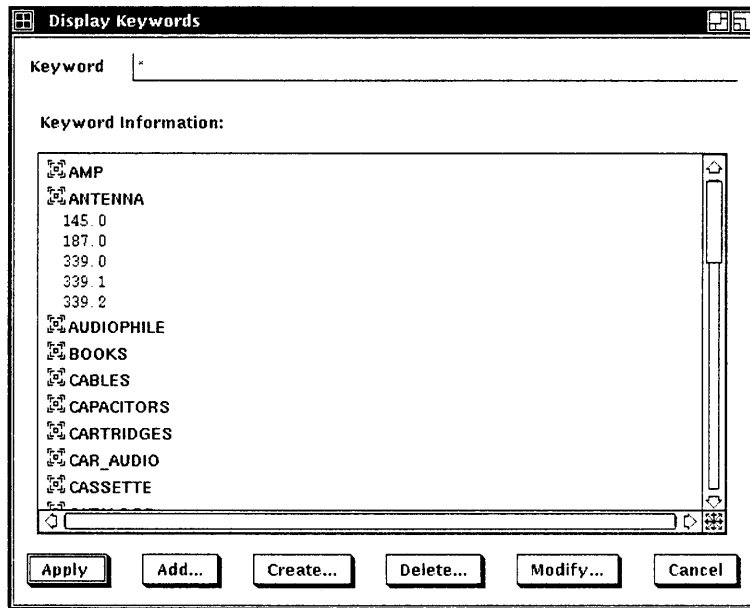 Display Keywords
Keyword *
Keyword Information:
AMP
ANTENNA
145.0
187.0
339.0
339.1
339.2
AUDIOPHILE
BOOKS
CABLES
CAPACITORS
CARTRIDGES
CAR_AUDIO
CASSETTE
Apply Add... Create... Delete... Modify... Cancel